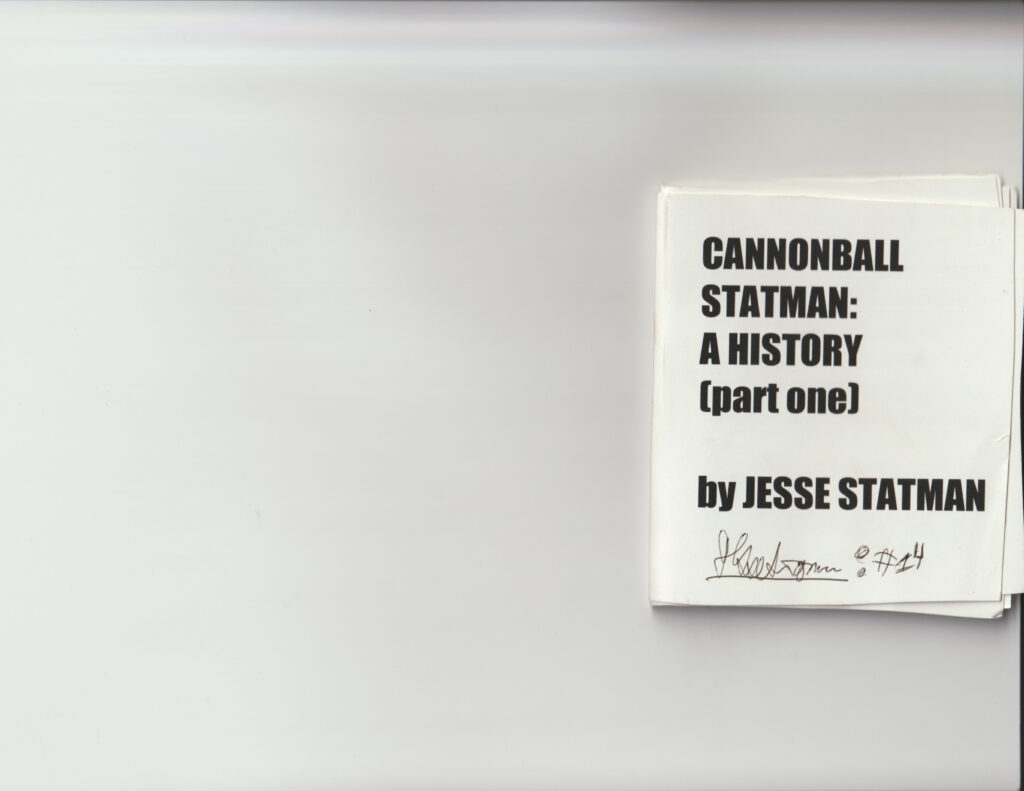 CANNONBALL
STATMAN:
A HISTORY
(part one)
by JESSE STATMAN
: #14